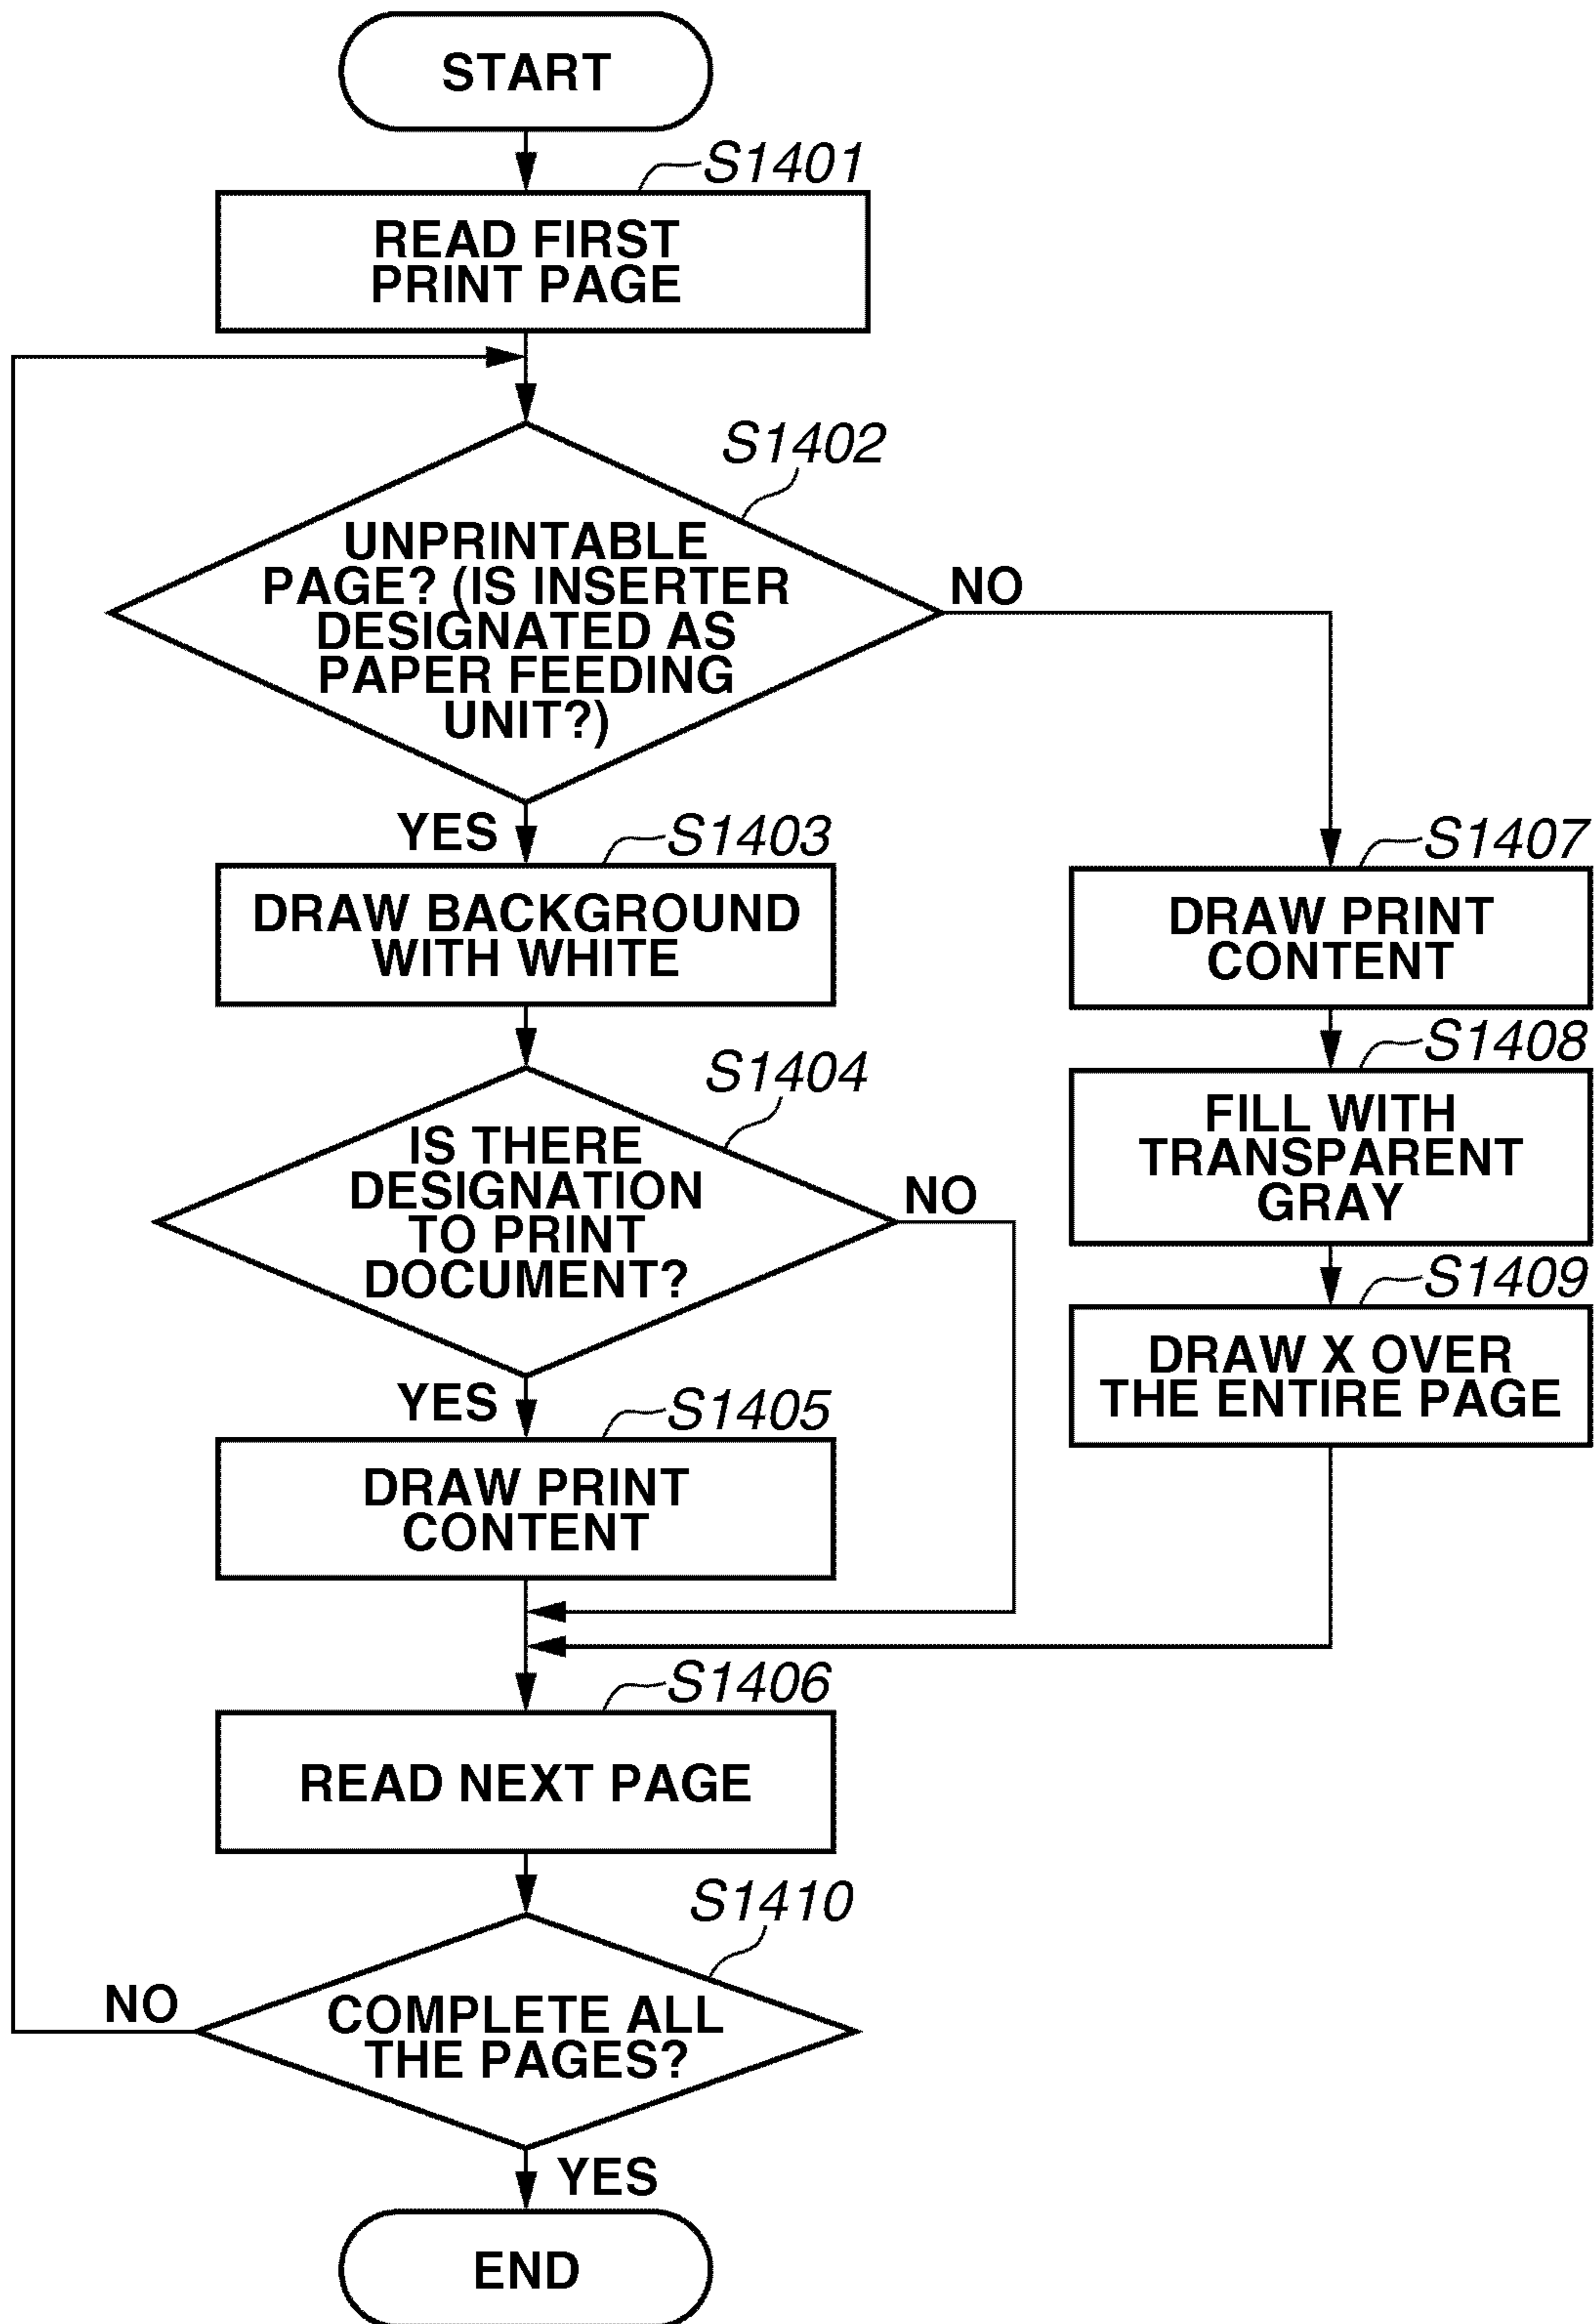 START
S1401
READ FIRST
PRINT PAGE
S1402
UNPRINTABLE
PAGE? (IS INSERTER
DESIGNATED AS
PAPER FEEDING
UNIT?)
NO
YES
S1403
DRAW BACKGROUND
WITH WHITE
S1404
IS THERE
DESIGNATION
TO PRINT
DOCUMENT?
NO
YES
S1405
DRAW PRINT
CONTENT
S1407
DRAW PRINT
CONTENT
S1408
FILL WITH
TRANSPARENT
GRAY
S1409
DRAW X OVER
THE ENTIRE PAGE
S1406
READ NEXT PAGE
S1410
COMPLETE ALL
THE PAGES?
NO
YES
END